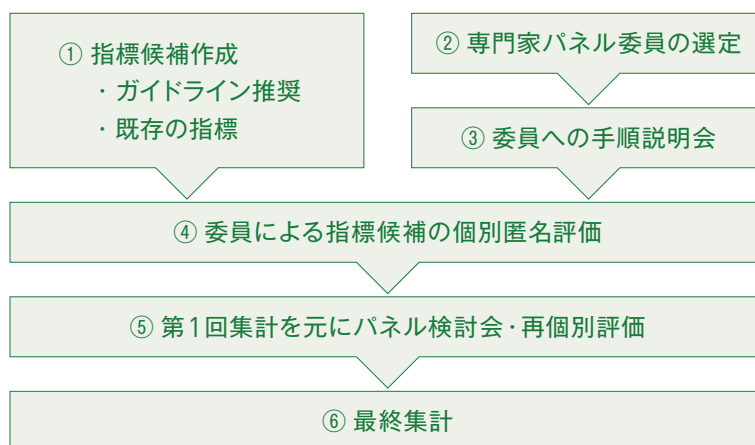 ① 指標候補作成
・ガイドライン推奨
・既存の指標
② 専門家パネル委員の選定
③ 委員への手順説明会
④ 委員による指標候補の個別匿名評価
⑤ 第1回集計を元にパネル検討会・再個別評価
⑥ 最終集計